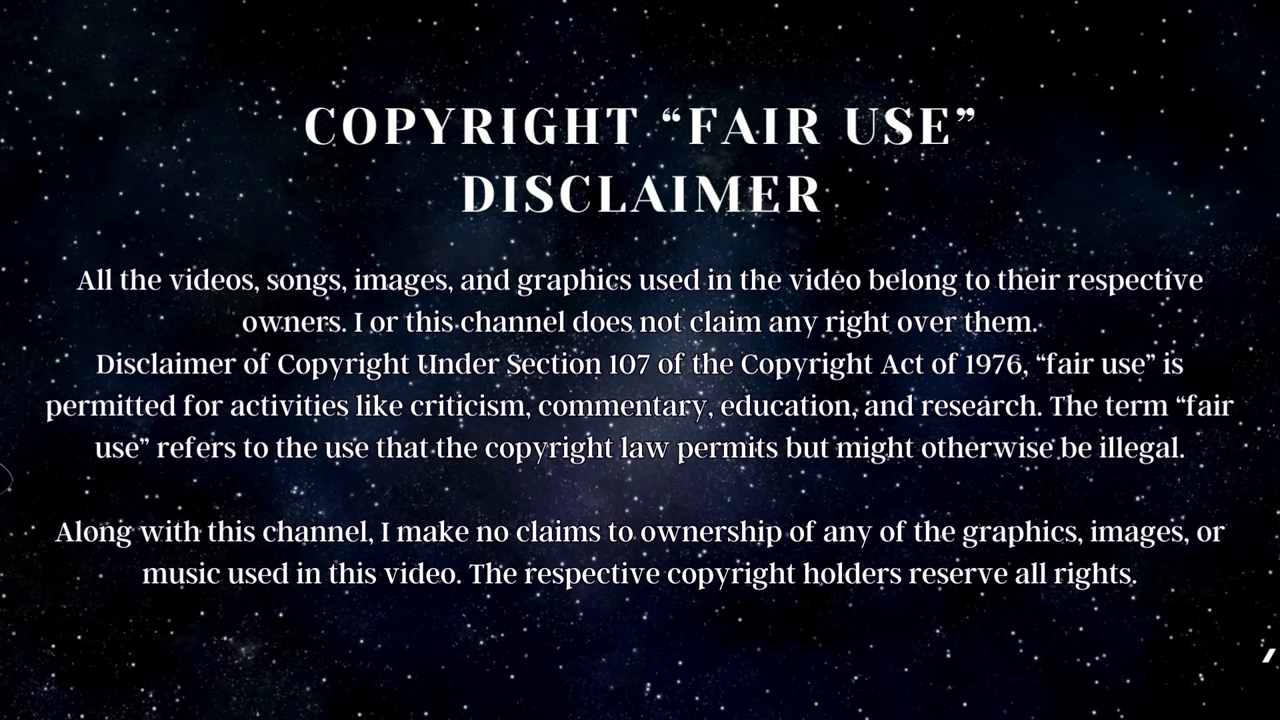 COPYRIGHT “FAIR USE”
DISCLAIMER
All the videos, songs, images, and graphics used in the video belong to their respective
owners. I or this channel does not claim any right over them.
Disclaimer of Copyright Under Section 107 of the Copyright Act of 1976, “fair use” is
permitted for activities like criticism, commentary, education, and research. The term “fair
use” refers to the use that the copyright law permits but might otherwise be illegal.
Along with this channel, I make no claims to ownership of any of the graphics, images, or
music used in this video. The respective copyright holders reserve all rights.